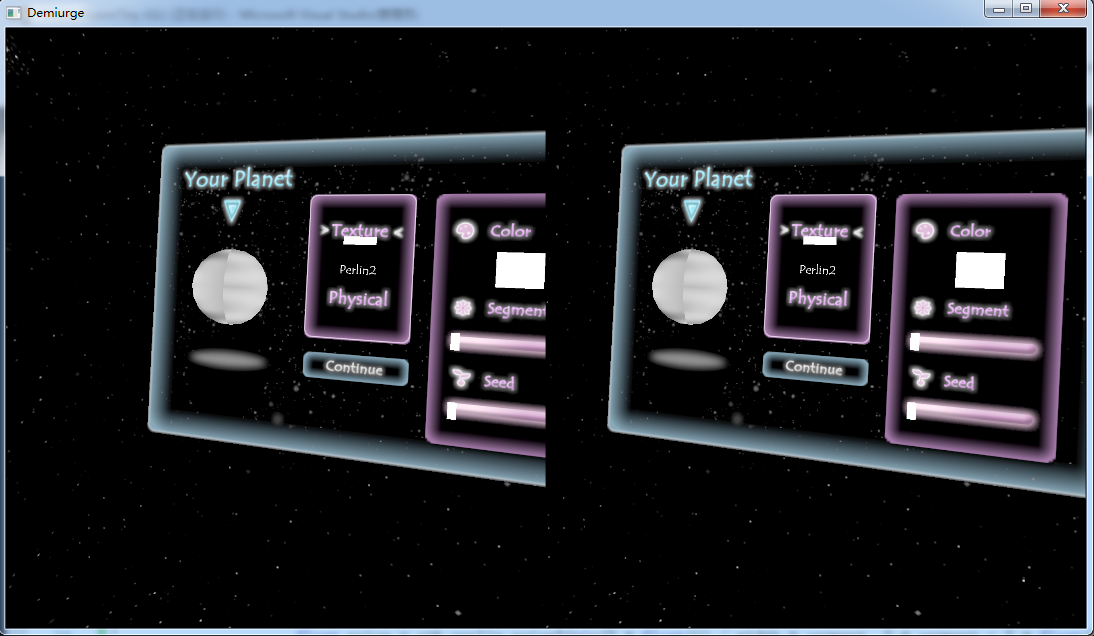 Demiurge
Your Planet
> Texture <
Perlin2
Physical
Continue
Color
Segment
Seed
Your Planet
> Texture <
Perlin2
Physical
Continue
Color
Segment
Seed